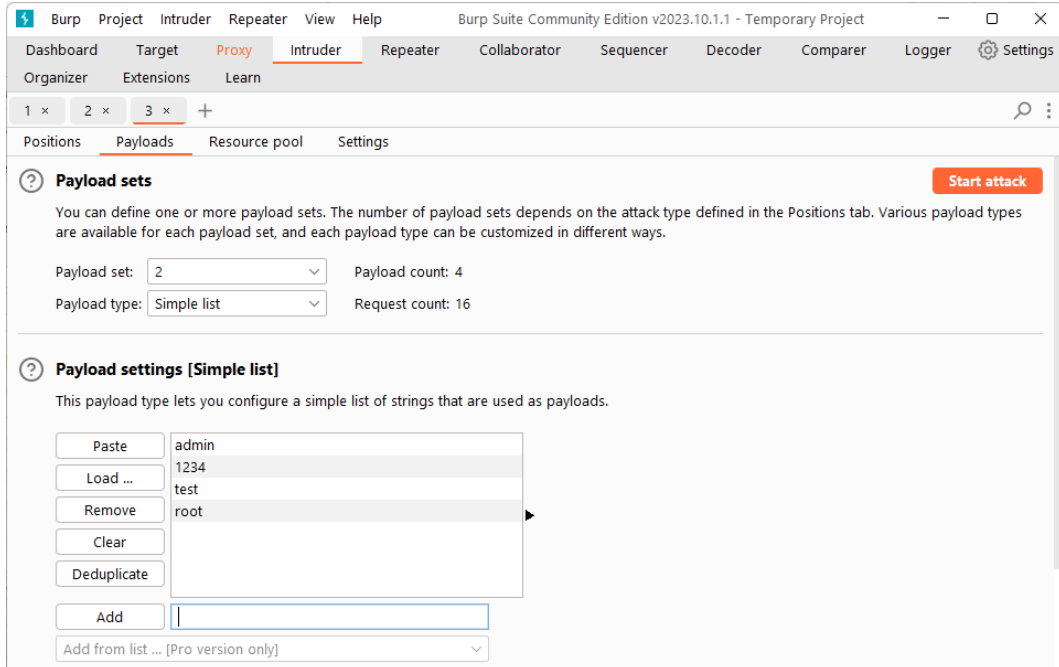 Burp Project Intruder Repeater View Help Burp Suite Community Edition v2023.10.1.1 - Temporary Project
Dashboard Target Proxy Intruder Repeater Collaborator Sequencer Decoder Comparer Logger Settings
Organizer Extensions Learn
1 × 2 × 3 × +
Positions Payloads Resource pool Settings
? Payload sets Start attack
You can define one or more payload sets. The number of payload sets depends on the attack type defined in the Positions tab. Various payload types
are available for each payload set, and each payload type can be customized in different ways.
Payload set: 2 Payload count: 4
Payload type: Simple list Request count: 16
? Payload settings [Simple list]
This payload type lets you configure a simple list of strings that are used as payloads.
Paste admin
1234
Load ...
test
Remove root
Clear
Deduplicate
Add
Add from list ... [Pro version only]